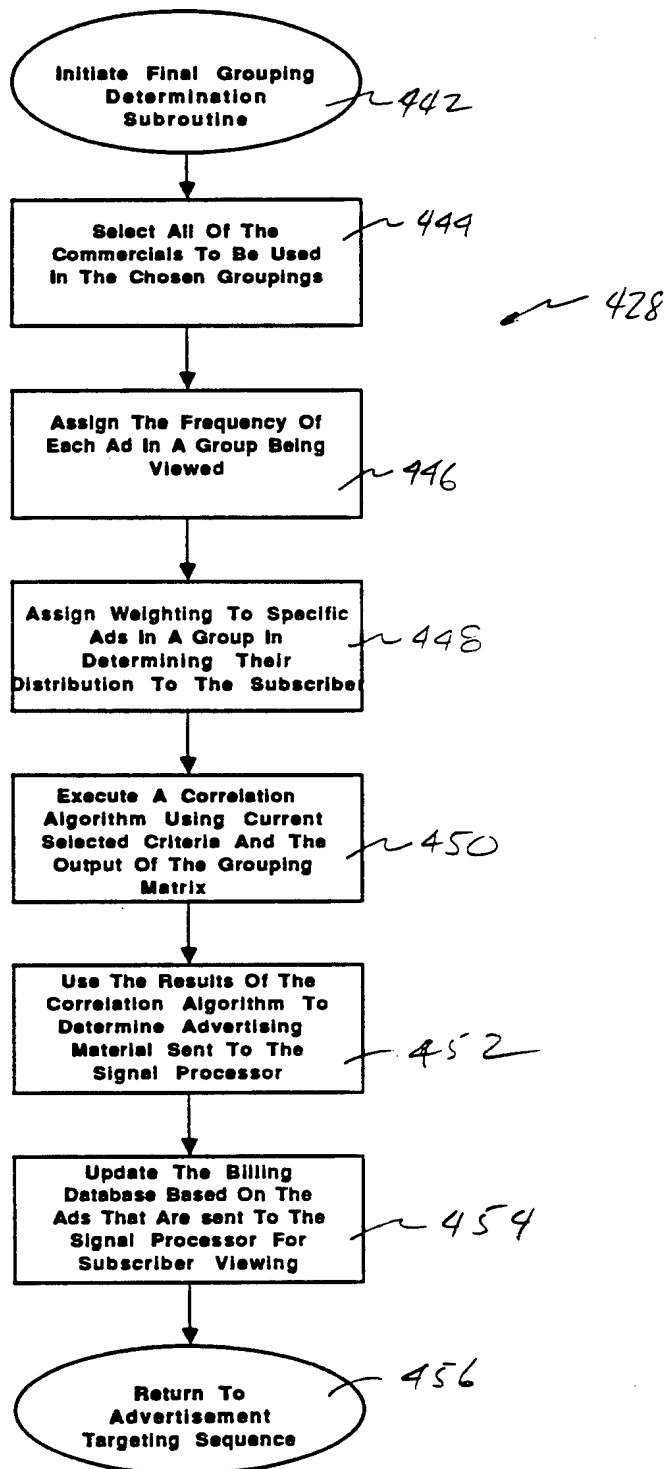 Initiate Final Grouping
Determination
Subroutine
442
Select All Of The
Commercials To Be Used
In The Chosen Groupings
444
428
Assign The Frequency Of
Each Ad In A Group Being
Viewed
446
Assign Weighting To Specific
Ads In A Group In
Determining Their
Distribution To The Subscriber
448
Execute A Correlation
Algorithm Using Current
Selected Criteria And The
Output Of The Grouping
Matrix
450
Use The Results Of The
Correlation Algorithm To
Determine Advertising
Material Sent To The
Signal Processor
452
Update The Billing
Database Based On The
Ads That Are sent To The
Signal Processor For
Subscriber Viewing
454
Return To
Advertisement
Targeting Sequence
456